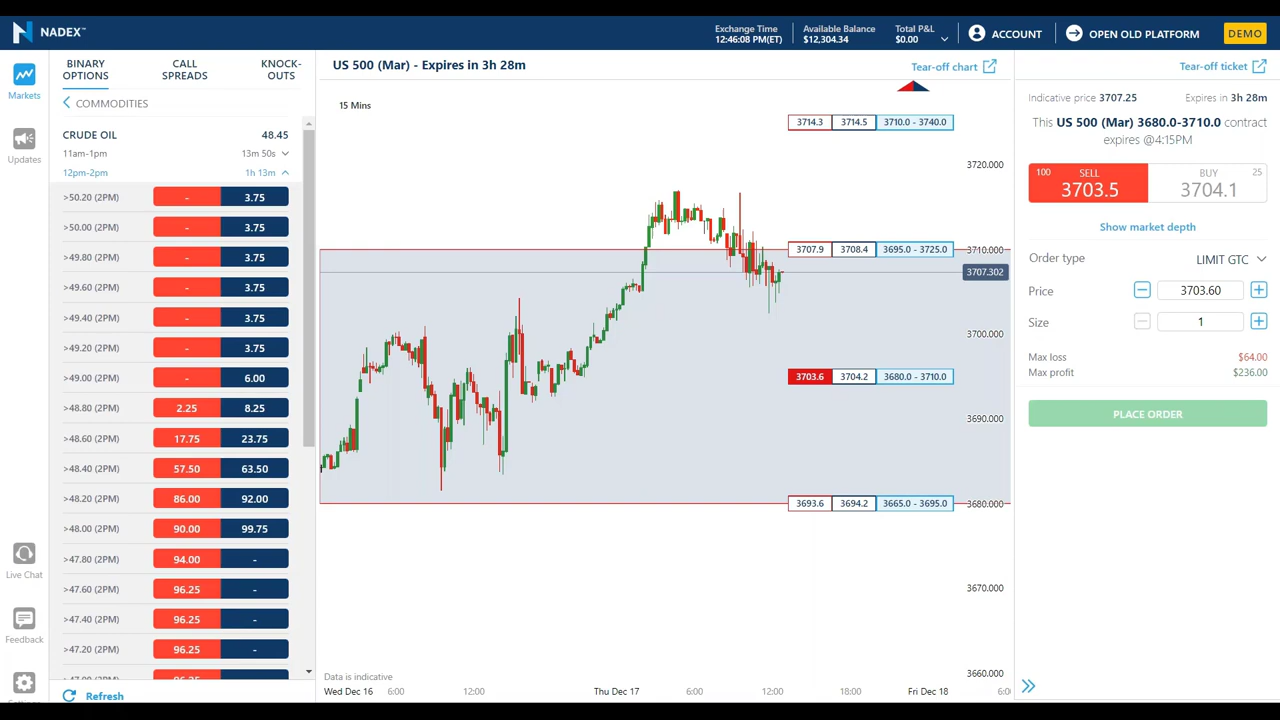 NADEX™
Exchange Time
12:46:08 PM(ET)
Available Balance
$12,304.34
Total P&L
$0.00
ACCOUNT
OPEN OLD PLATFORM
DEMO
Markets
Updates
Live Chat
Feedback
BINARY OPTIONS
CALL SPREADS
KNOCK-OUTS
COMMODITIES
CRUDE OIL 48.45
11am-1pm 13m 50s
12pm-2pm 1h 13m
>50.20 (2PM) - 3.75
>50.00 (2PM) - 3.75
>49.80 (2PM) - 3.75
>49.60 (2PM) - 3.75
>49.40 (2PM) - 3.75
>49.20 (2PM) - 3.75
>49.00 (2PM) - 6.00
>48.80 (2PM) 2.25 8.25
>48.60 (2PM) 17.75 23.75
>48.40 (2PM) 57.50 63.50
>48.20 (2PM) 86.00 92.00
>48.00 (2PM) 90.00 99.75
>47.80 (2PM) 94.00 -
>47.60 (2PM) 96.25 -
>47.40 (2PM) 96.25 -
>47.20 (2PM) 96.25 -
Refresh
US 500 (Mar) - Expires in 3h 28m
Tear-off chart
15 Mins
3714.3 3714.5 3710.0 - 3740.0
3720.000
3707.9 3708.4 3695.0 - 3725.0
3710.000
3707.302
3700.000
3703.6 3704.2 3680.0 - 3710.0
3690.000
3693.6 3694.2 3665.0 - 3695.0
3680.000
3670.000
3660.000
Data is indicative
Wed Dec 16 6:00 12:00 Thu Dec 17 6:00 12:00 18:00 Fri Dec 18
Tear-off ticket
Indicative price 3707.25 Expires in 3h 28m
This US 500 (Mar) 3680.0-3710.0 contract
expires @4:15PM
100 SELL
3703.5
BUY 25
3704.1
Show market depth
Order type LIMIT GTC
Price 3703.60
Size 1
Max loss $64.00
Max profit $236.00
PLACE ORDER